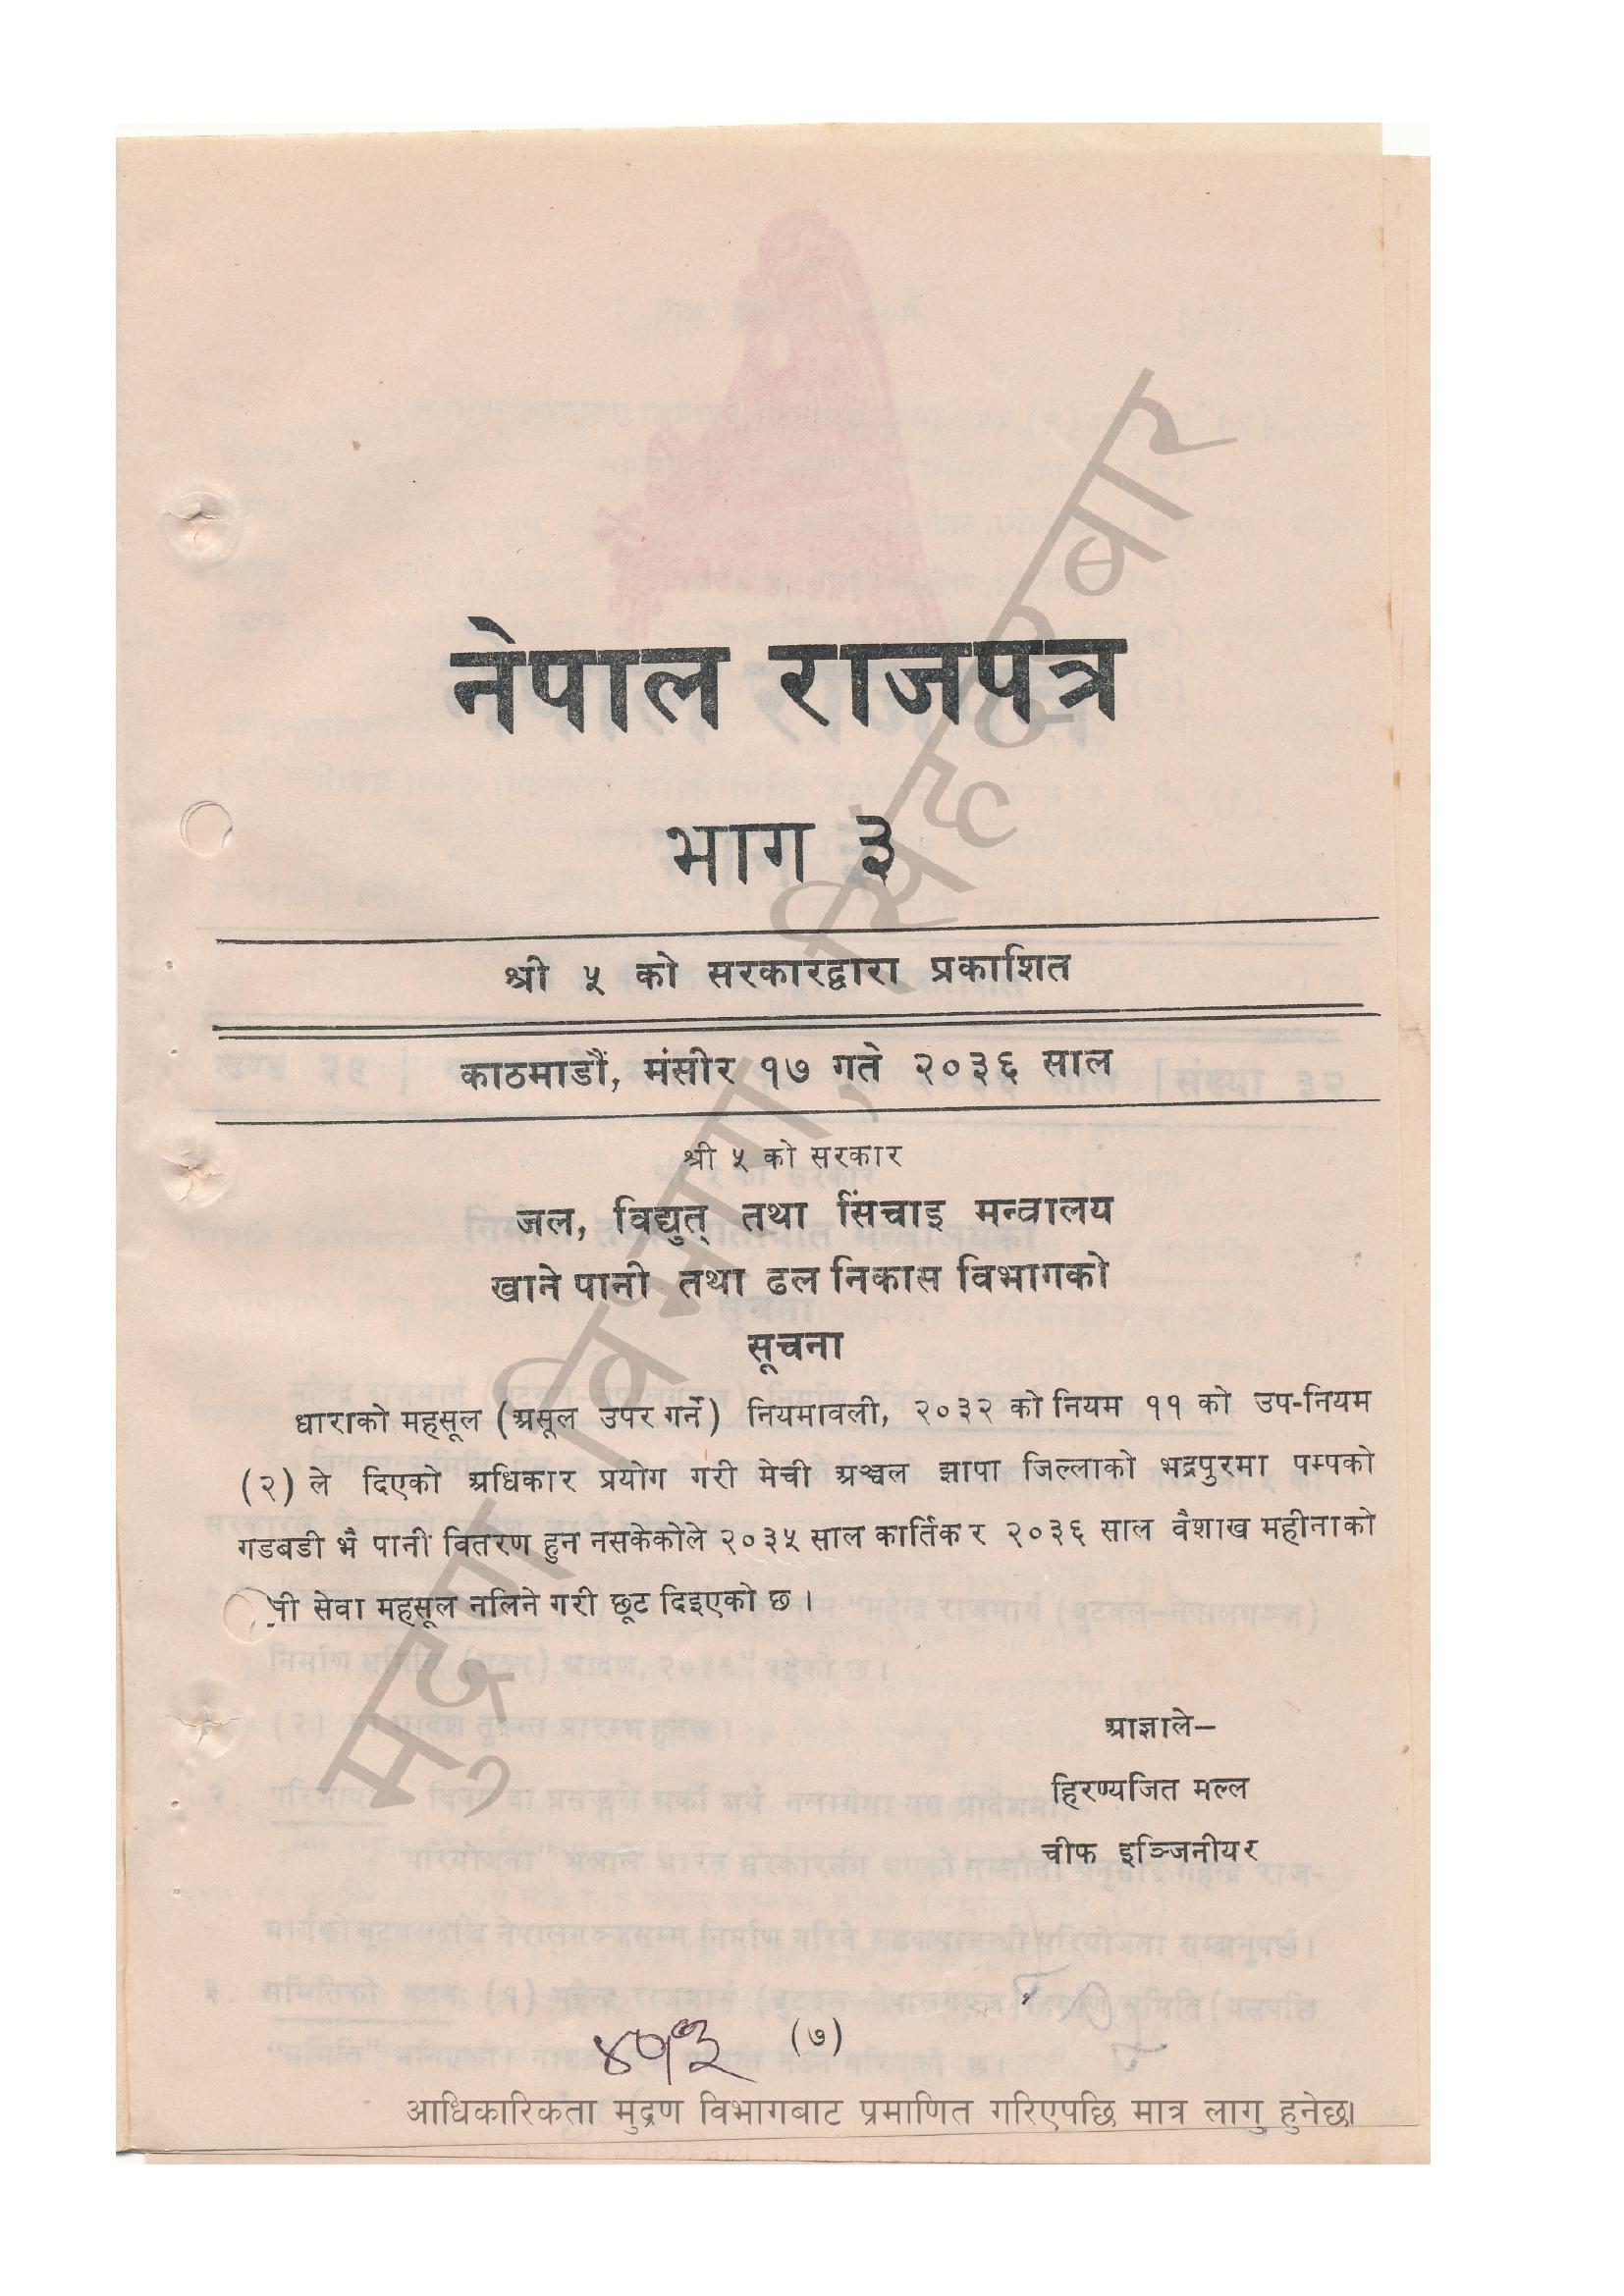 नेपाल राजपत्र
भाग ३
श्री ५ को सरकारद्वारा प्रकाशित
काठमाडौं, मंसीर १७ गते २०३६ साल
श्री ५ को सरकार
जल, विद्युत् तथा सिंचाइ मन्त्रालय
खानेपानी तथा ढल निकास विभागको
सूचना
धाराको महसूल (असूल उपर गर्ने) नियमावली, २०३२ को नियम ११ को उप-नियम
(२) ले दिएको अधिकार प्रयोग गरी मेची अञ्चल झापा जिल्लाको भद्रपुरमा पम्पको
गडबडी भै पानी वितरण हुन नसकेकोले २०३५ साल कार्तिक र २०३६ साल वैशाख महीनाको
सेवा महसूल नलिने गरी छूट दिइएको छ ।
आज्ञाले–
हिरण्यजित मल्ल
चीफ इञ्जिनीयर
४१३ (७)
आधिकारिकता मुद्रण विभागबाट प्रमाणित गरिएपछि मात्र लागु हुनेछ।
मुद्रण विभाग, सिंहदरबार